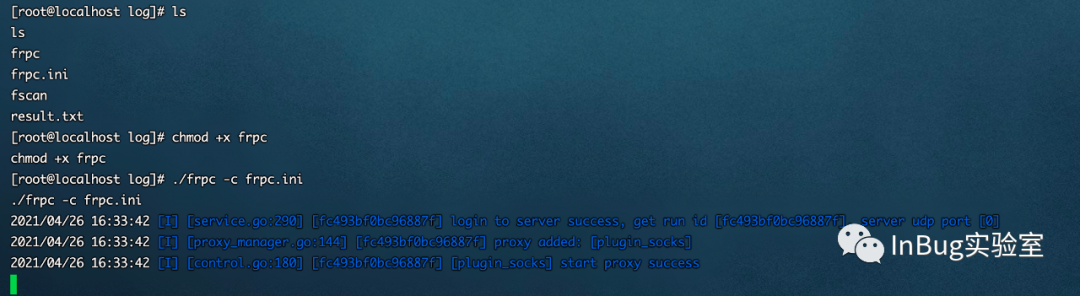 [root@localhost log]# ls
ls
frpc
frpc.ini
fscan
result.txt
[root@localhost log]# chmod +x frpc
chmod +x frpc
[root@localhost log]# ./frpc -c frpc.ini
./frpc -c frpc.ini
2021/04/26 16:33:42 [I] [service.go:290] [fc493bf0bc96887f] login to server success, get run id [fc493bf0bc96887f], server udp port [0]
2021/04/26 16:33:42 [I] [proxy_manager.go:144] [fc493bf0bc96887f] proxy added: [plugin_socks]
2021/04/26 16:33:42 [I] [control.go:180] [fc493bf0bc96887f] [plugin_socks] start proxy success
InBug实验室